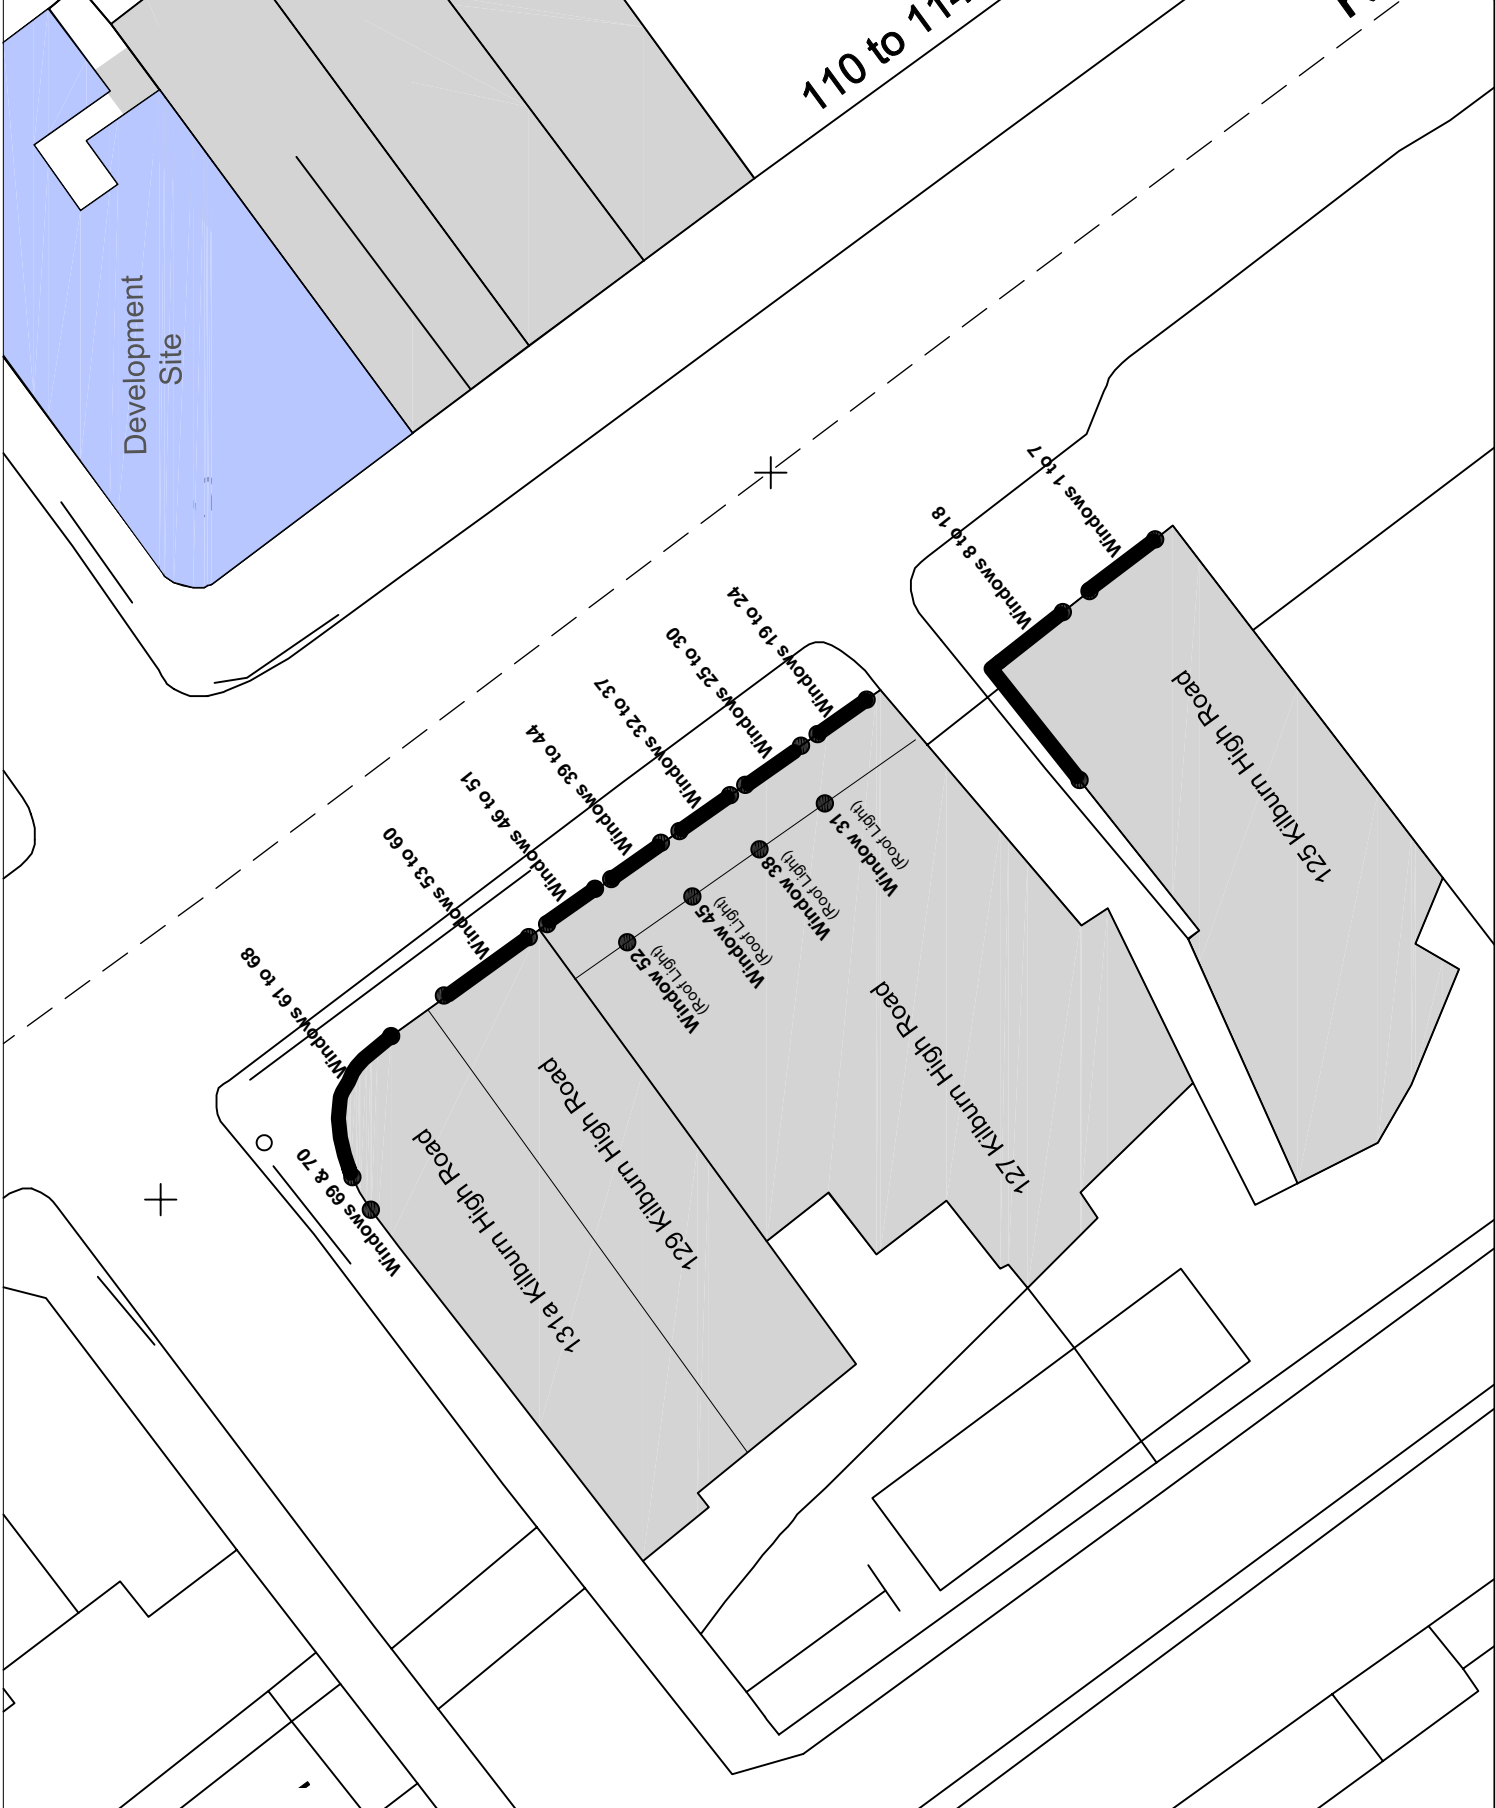 110 to 114
Development
Site
Windows 1 to 7
Windows 8 to 18
Windows 19 to 24
Windows 25 to 30
Windows 32 to 37
Windows 39 to 44
Windows 46 to 51
Windows 53 to 60
Windows 61 to 68
Windows 69 & 70
Window 31
(Roof Light)
Window 38
(Roof Light)
Window 45
(Roof Light)
Window 52
(Roof Light)
125 Kilburn High Road
127 Kilburn High Road
129 Kilburn High Road
131a Kilburn High Road